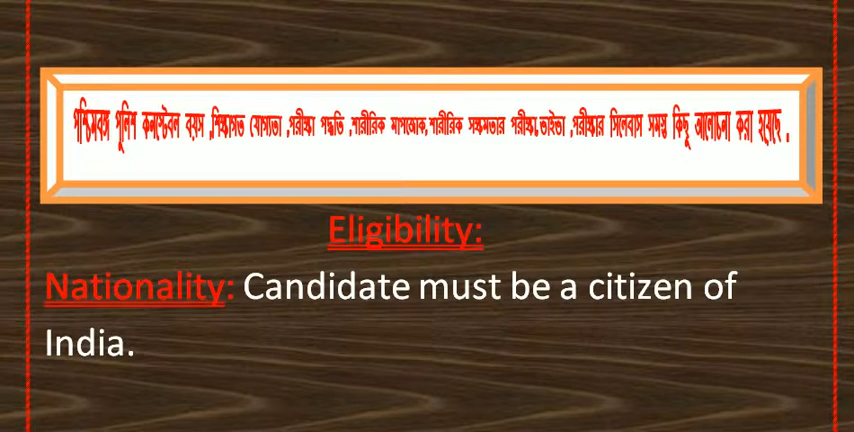 পশ্চিমবঙ্গ পুলিশ কনস্টেবল বয়স ,শিক্ষাগত যোগ্যতা ,পরীক্ষা পদ্ধতি ,শারীরিক মাপজোক,শারীরিক সক্ষমতার পরীক্ষা,ভাইভা ,পরীক্ষার সিলেবাস সমস্ত কিছু আলোচনা করা হয়েছে .
Eligibility:
Nationality: Candidate must be a citizen of
India.